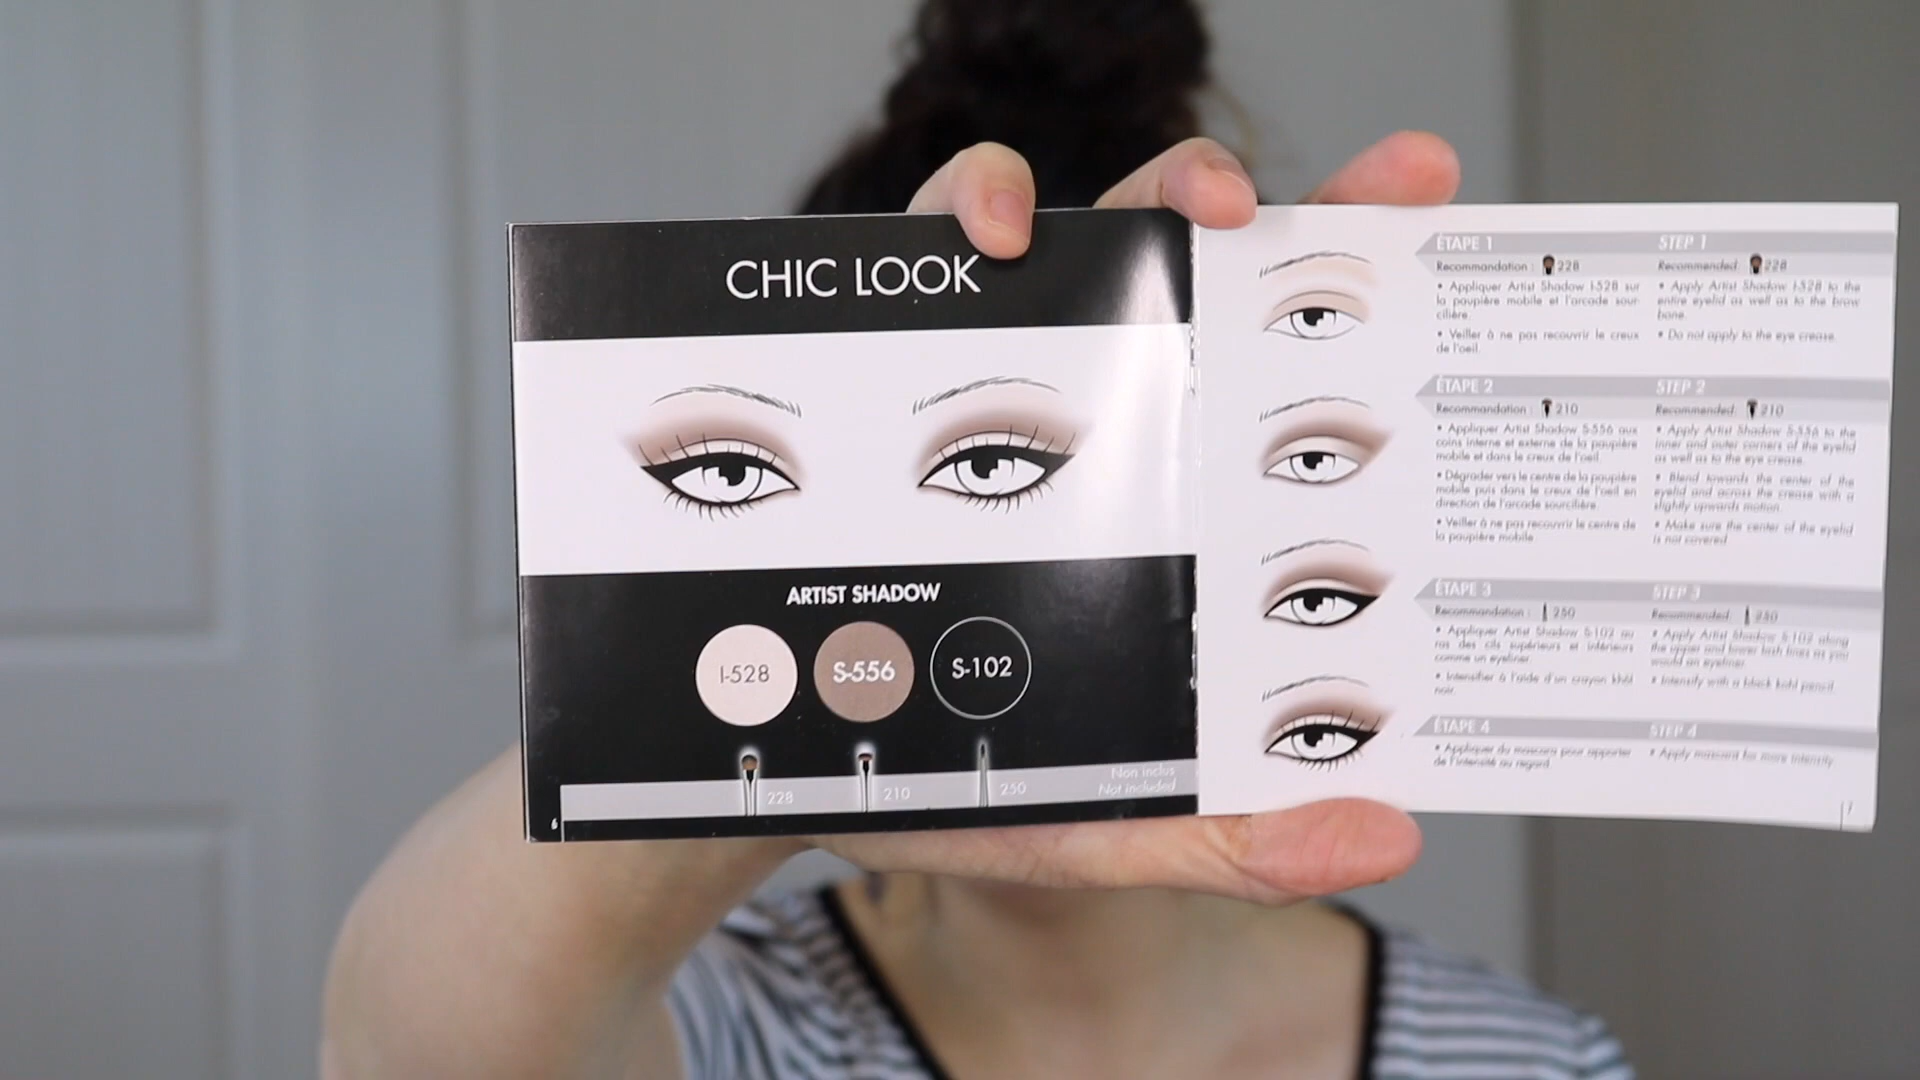 CHIC LOOK
ARTIST SHADOW
I-528
S-556
S-102
228
210
250
Non inclus
Not included
6
ÉTAPE 1
Recommandation : 228
• Appliquer Artist Shadow I-528 sur
la paupière mobile et l'arcade sour-
cilière.
• Veiller à ne pas recouvrir le creux
de l'oeil.
STEP 1
Recommended: 228
• Apply Artist Shadow I-528 to the
entire eyelid as well as to the brow
bone.
• Do not apply to the eye crease.
ÉTAPE 2
Recommandation : 210
• Appliquer Artist Shadow S-556 aux
coins interne et externe de la paupière
mobile et dans le creux de l'oeil.
• Dégrader vers le centre de la paupière
mobile puis dans le creux de l'oeil en
direction de l'arcade sourcilière.
• Veiller à ne pas recouvrir le centre de
la paupière mobile.
STEP 2
Recommended: 210
• Apply Artist Shadow S-556 to the
inner and outer corners of the eyelid
as well as to the eye crease.
• Blend towards the center of the
eyelid and across the crease with a
slightly upwards motion.
• Make sure the center of the eyelid
is not covered.
ÉTAPE 3
Recommandation : 250
• Appliquer Artist Shadow S-102 au
ras des cils supérieurs et inférieurs
comme un eyeliner.
• Intensifier à l'aide d'un crayon khôl
noir.
STEP 3
Recommended: 250
• Apply Artist Shadow S-102 along
the upper and lower lash lines as you
would an eyeliner.
• Intensify with a black kohl pencil.
ÉTAPE 4
• Appliquer du mascara pour apporter
de l'intensité au regard.
STEP 4
• Apply mascara for more intensity.
7